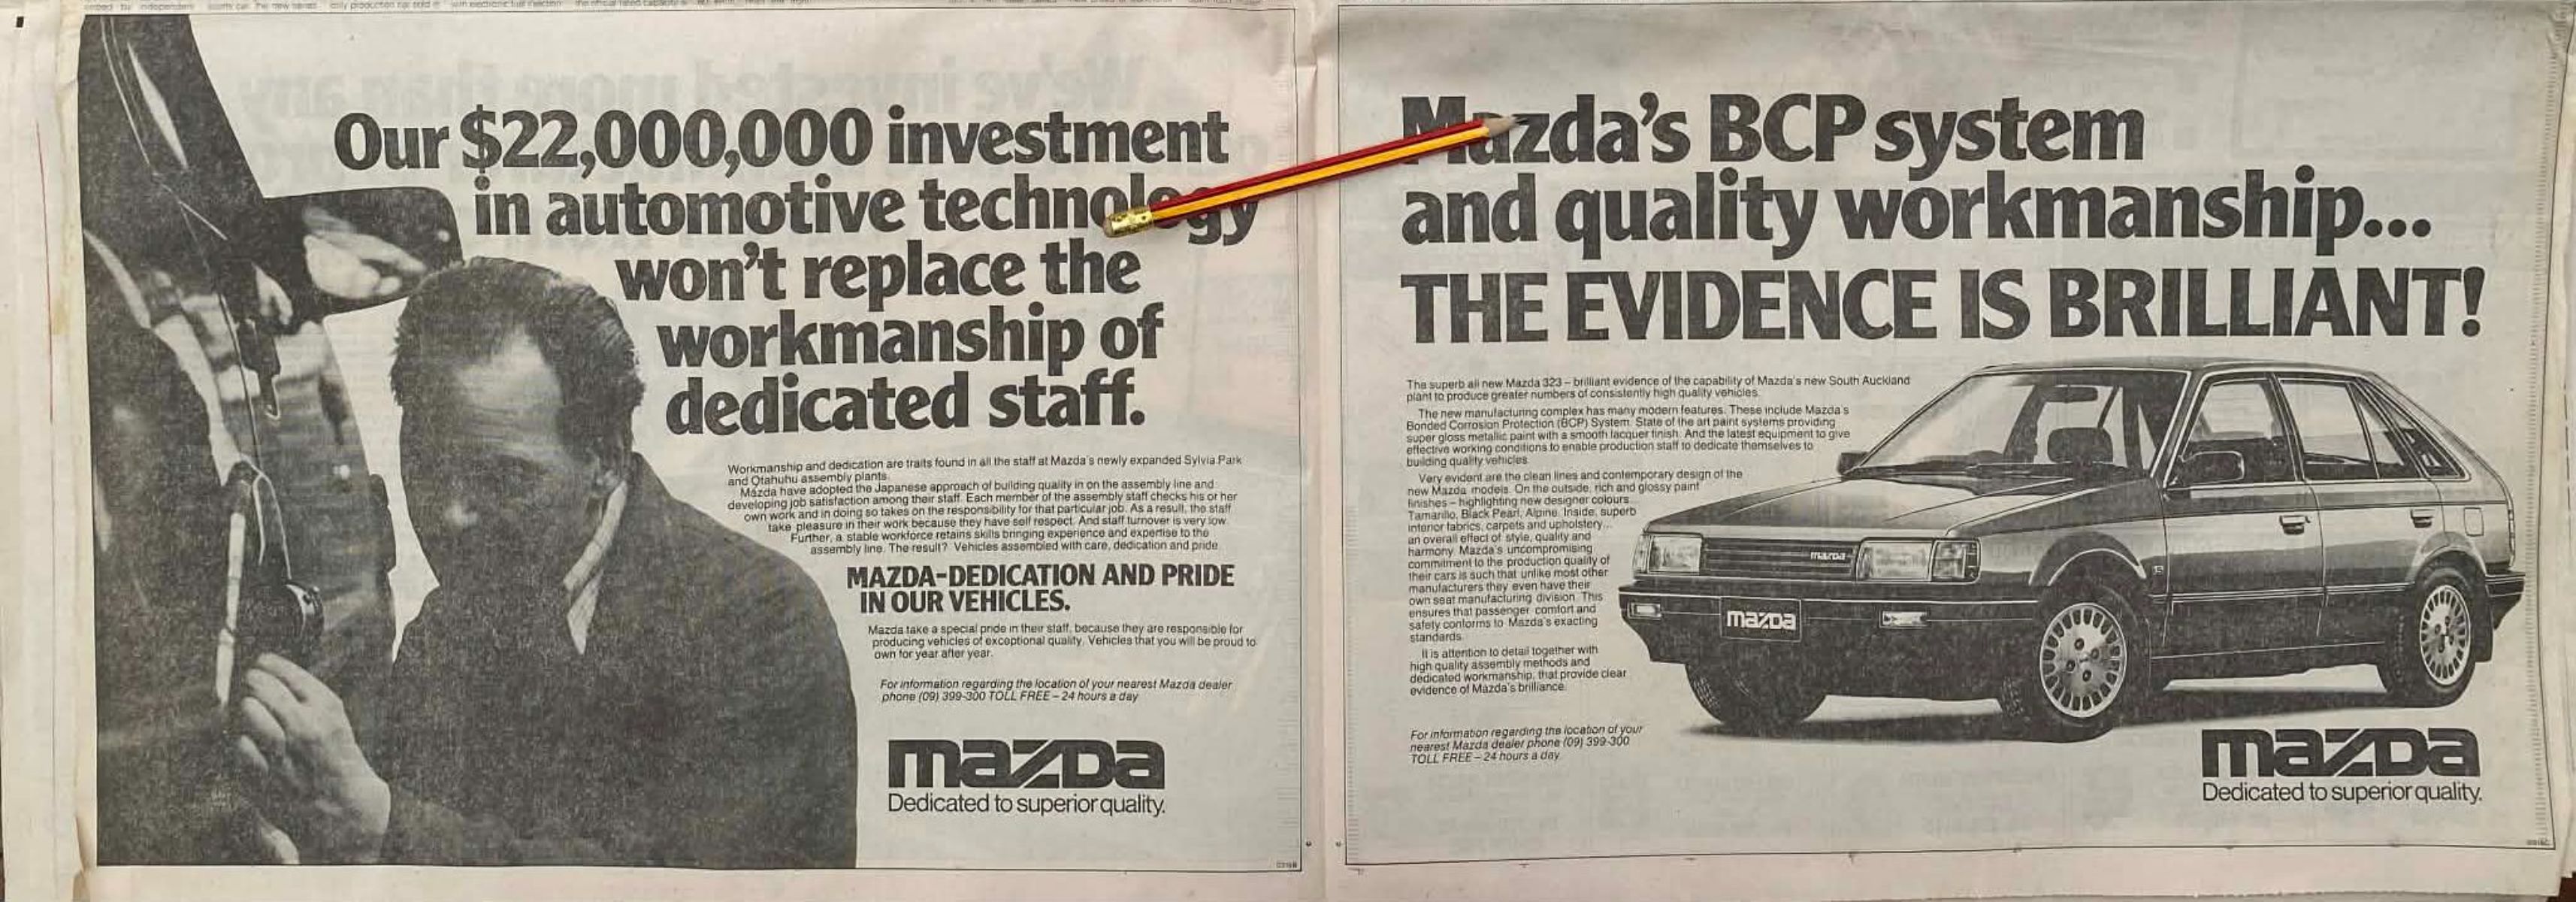 Our $22,000,000 investment
in automotive technology
won't replace the
workmanship of
dedicated staff.
Workmanship and dedication are traits found in all the staff at Mazda's newly expanded Sylvia Park
and Otahuhu assembly plants.
Mazda have adopted the Japanese approach of building quality in on the assembly line and
developing job satisfaction among their staff. Each member of the assembly staff checks his or her
own work and in doing so takes on the responsibility for that particular job. As a result, the staff
take pleasure in their work because they have self respect. And staff turnover is very low.
Further, a stable workforce retains skills bringing experience and expertise to the
assembly line. The result? Vehicles assembled with care, dedication and pride.
MAZDA-DEDICATION AND PRIDE
IN OUR VEHICLES.
Mazda take a special pride in their staff, because they are responsible for
producing vehicles of exceptional quality. Vehicles that you will be proud to
own for year after year.
For information regarding the location of your nearest Mazda dealer
phone (09) 399-300 TOLL FREE – 24 hours a day
mazda
Dedicated to superior quality.
Mazda's BCP system
and quality workmanship...
THE EVIDENCE IS BRILLIANT!
The superb all new Mazda 323 – brilliant evidence of the capability of Mazda's new South Auckland
plant to produce greater numbers of consistently high quality vehicles.
The new manufacturing complex has many modern features. These include Mazda's
Bonded Corrosion Protection (BCP) System. State of the art paint systems providing
super gloss metallic paint with a smooth lacquer finish. And the latest equipment to give
effective working conditions to enable production staff to dedicate themselves to
building quality vehicles.
Very evident are the clean lines and contemporary design of the
new Mazda models. On the outside, rich and glossy paint
finishes – highlighting new designer colours...
Tamarillo, Black Pearl, Alpine. Inside, superb
interior fabrics, carpets and upholstery...
an overall effect of style, quality and
harmony. Mazda's uncompromising
commitment to the production quality of
their cars is such that unlike most other
manufacturers they even have their
own seat manufacturing division. This
ensures that passenger comfort and
safety conforms to Mazda's exacting
standards.
It is attention to detail together with
high quality assembly methods and
dedicated workmanship, that provide clear
evidence of Mazda's brilliance.
For information regarding the location of your
nearest Mazda dealer phone (09) 399-300
TOLL FREE – 24 hours a day
mazda
mazda
mazda
Dedicated to superior quality.